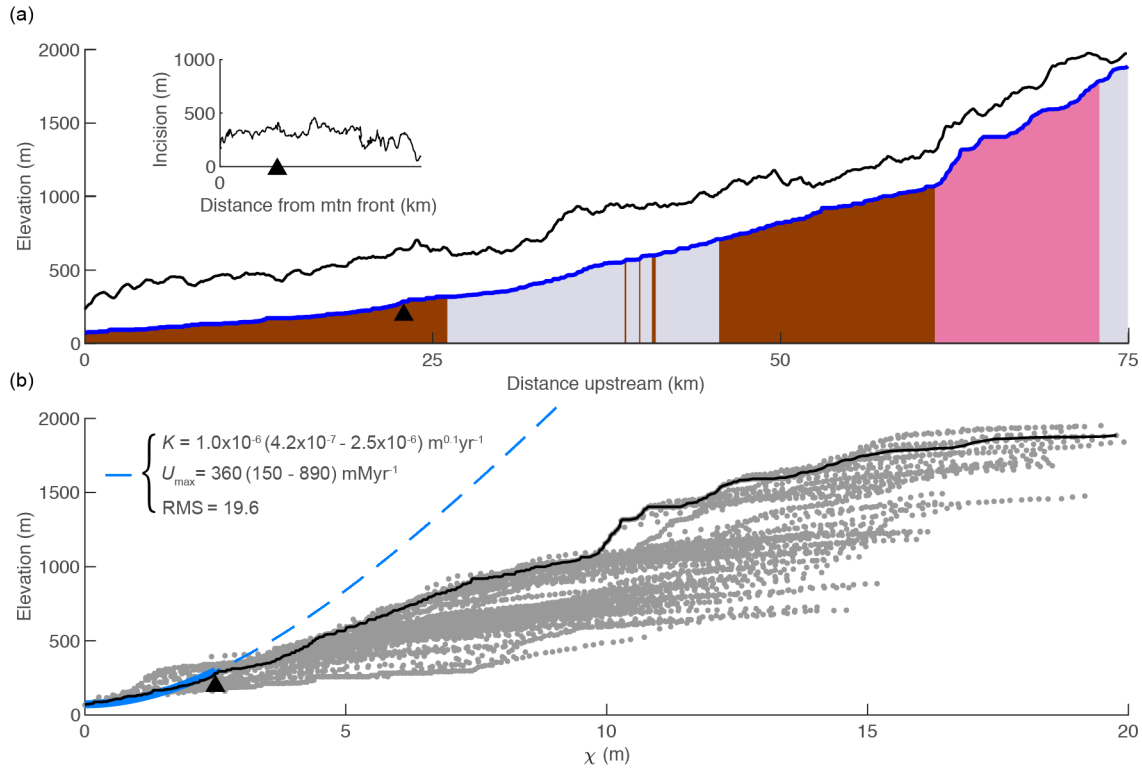 (a)
2000
1500
1000
500
0
Elevation (m)
1000
500
0
Incision (m)
0
Distance from mtn front (km)
0
25
50
75
Distance upstream (km)
(b)
2000
1500
1000
500
0
Elevation (m)
K = 1.0x10⁻⁶ (4.2x10⁻⁷ - 2.5x10⁻⁶) m⁰·¹yr⁻¹
Uₘₐₓ = 360 (150 - 890) mMyr⁻¹
RMS = 19.6
0
5
10
15
20
χ (m)